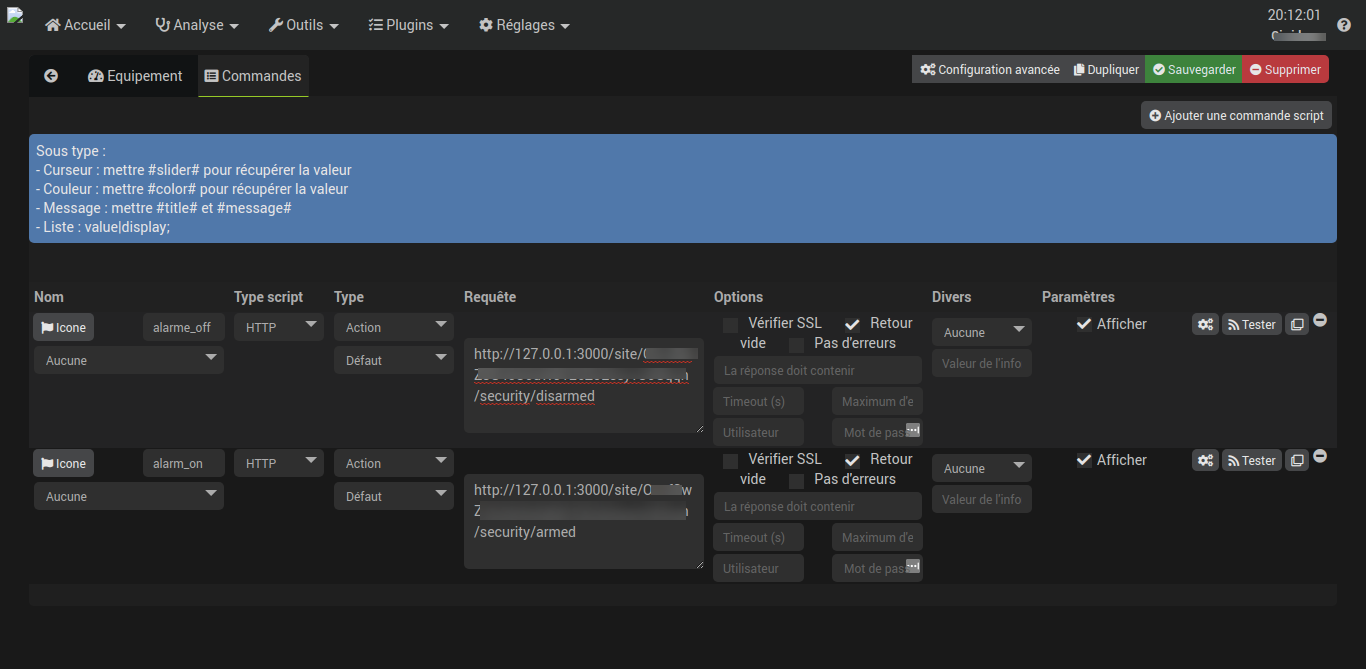 Accueil Analyse Outils Plugins Réglages 20:12:01
Equipement Commandes Configuration avancée Dupliquer Sauvegarder Supprimer
Ajouter une commande script
Sous type :
- Curseur : mettre #slider# pour récupérer la valeur
- Couleur : mettre #color# pour récupérer la valeur
- Message : mettre #title# et #message#
- Liste : value|display;
Nom Type script Type Requête Options Divers Paramètres
Icone alarme_off HTTP Action Vérifier SSL Retour Aucune Afficher Tester
vide Pas d'erreurs
Aucune Défaut http://127.0.0.1:3000/site/ La réponse doit contenir Valeur de l'info
/security/disarmed Timeout (s) Maximum d'e
Utilisateur Mot de pas
Icone alarm_on HTTP Action Vérifier SSL Retour Aucune Afficher Tester
vide Pas d'erreurs
Aucune Défaut http://127.0.0.1:3000/site/ La réponse doit contenir Valeur de l'info
/security/armed Timeout (s) Maximum d'e
Utilisateur Mot de pas